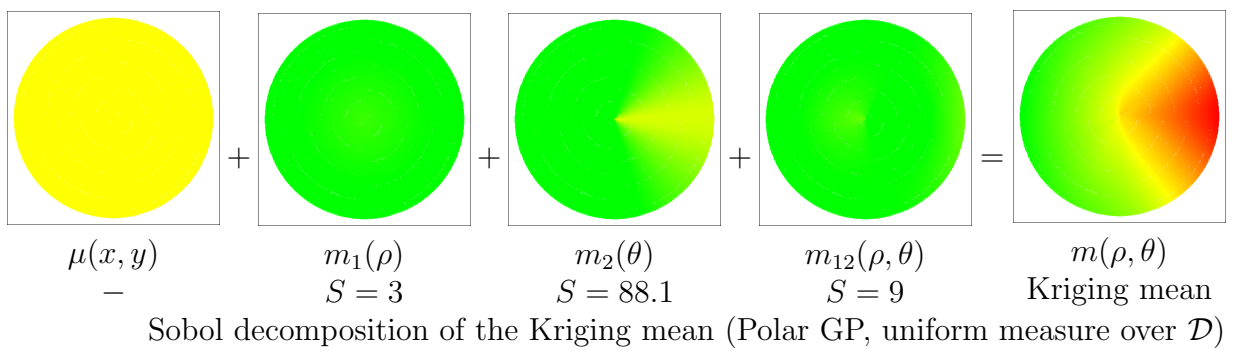 + + + =
μ(x, y) m₁(ρ) m₂(θ) m₁₂(ρ, θ) m(ρ, θ)
− S = 3 S = 88.1 S = 9 Kriging mean
Sobol decomposition of the Kriging mean (Polar GP, uniform measure over 𝒟)